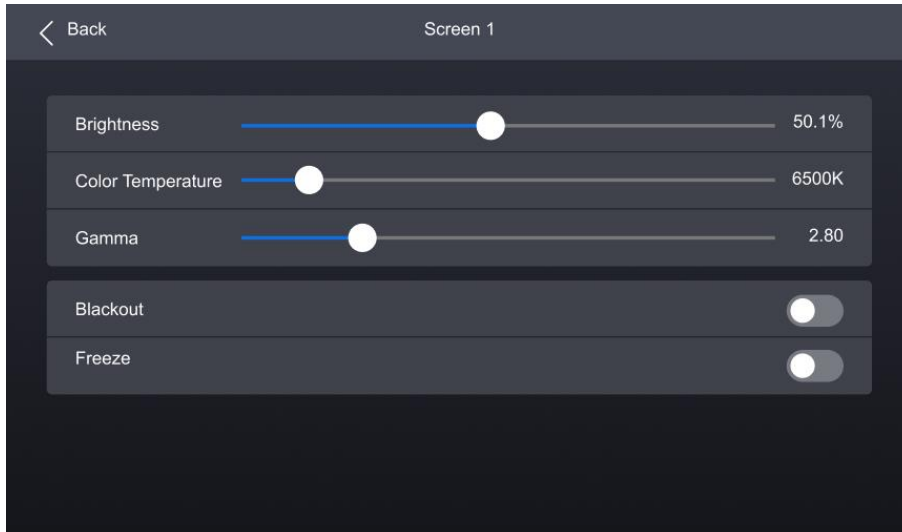 Back
Screen 1
Brightness 50.1%
Color Temperature 6500K
Gamma 2.80
Blackout
Freeze